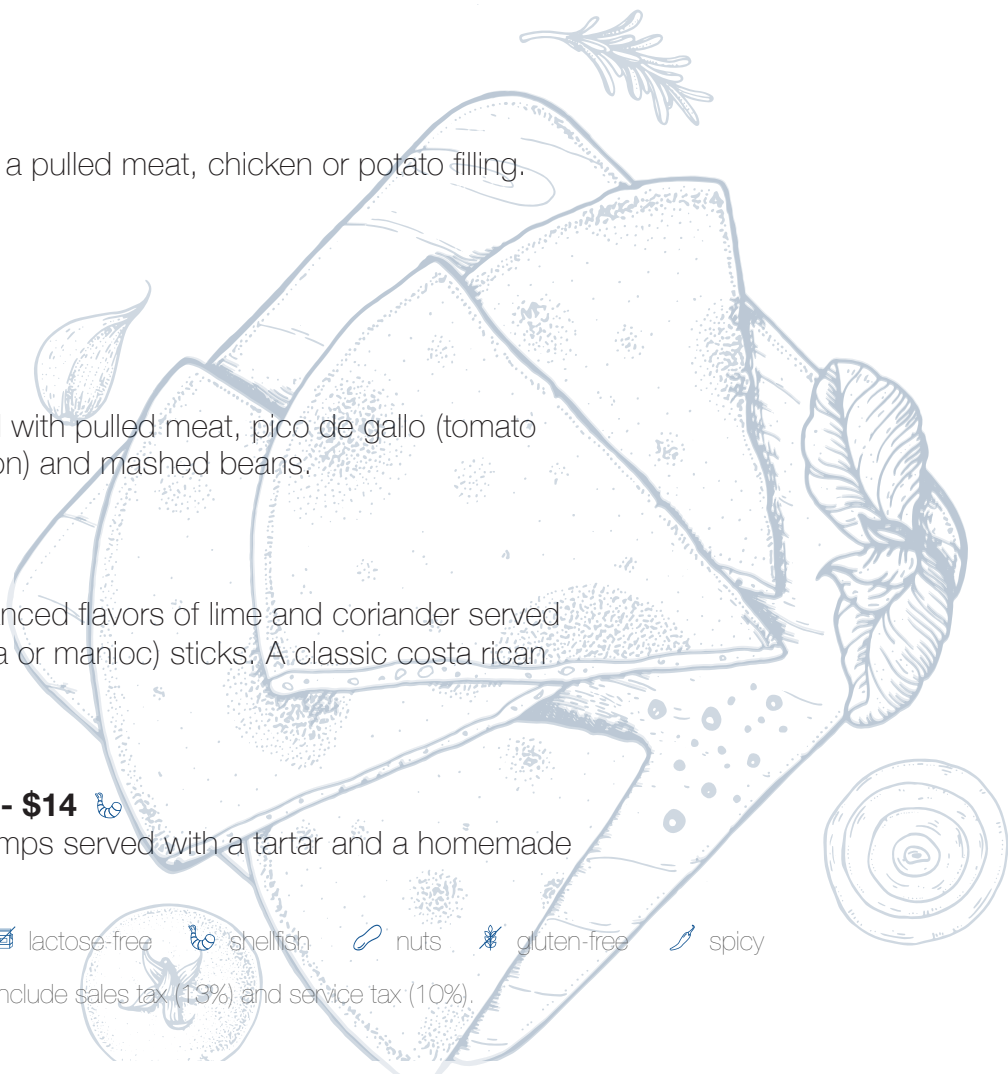 a pulled meat, chicken or potato filling.
with pulled meat, pico de gallo (tomato
on) and mashed beans.
nced flavors of lime and coriander served
a or manioc) sticks. A classic costa rican
- $14
mps served with a tartar and a homemade
lactose-free shellfish nuts gluten-free spicy
nclude sales tax (13%) and service tax (10%).